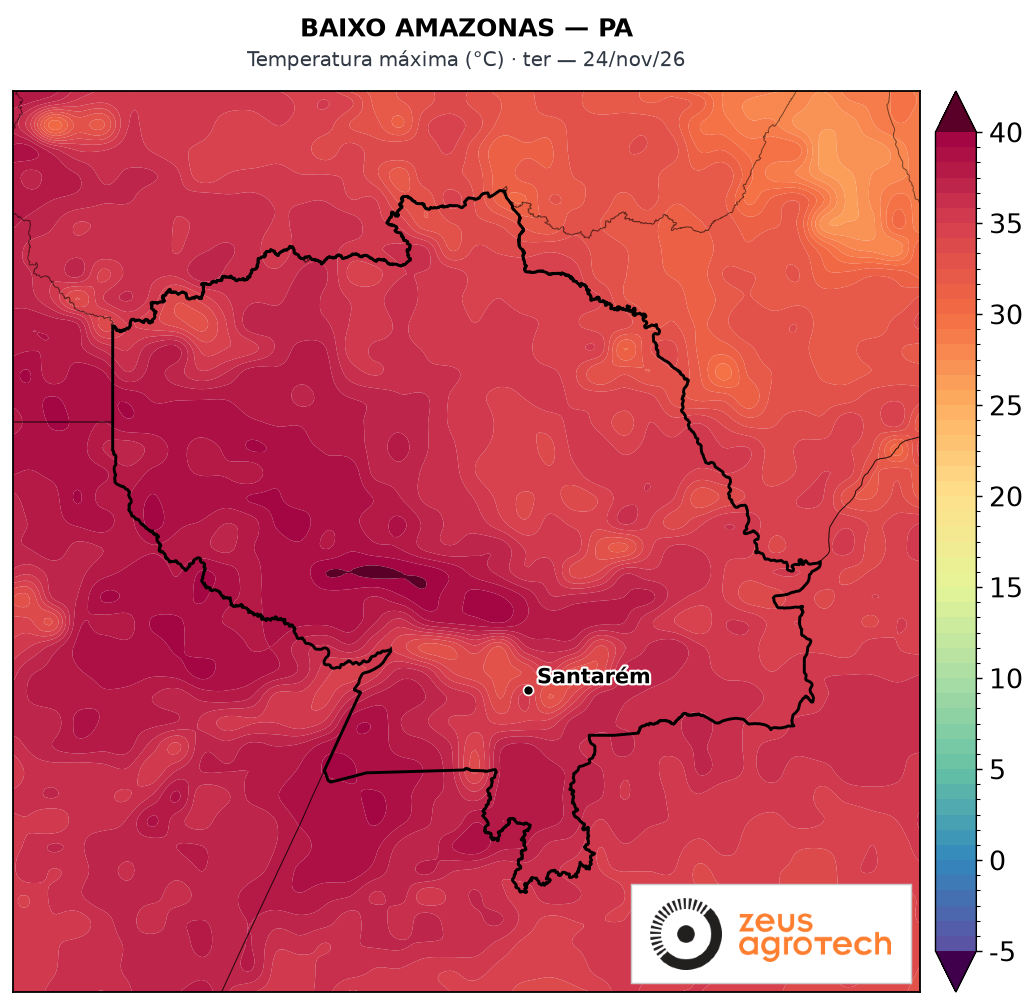 BAIXO AMAZONAS — PA
Temperatura máxima (°C) · ter — 24/nov/26
40
35
30
25
20
15
10
5
0
-5
Santarém
zeus
agrotech